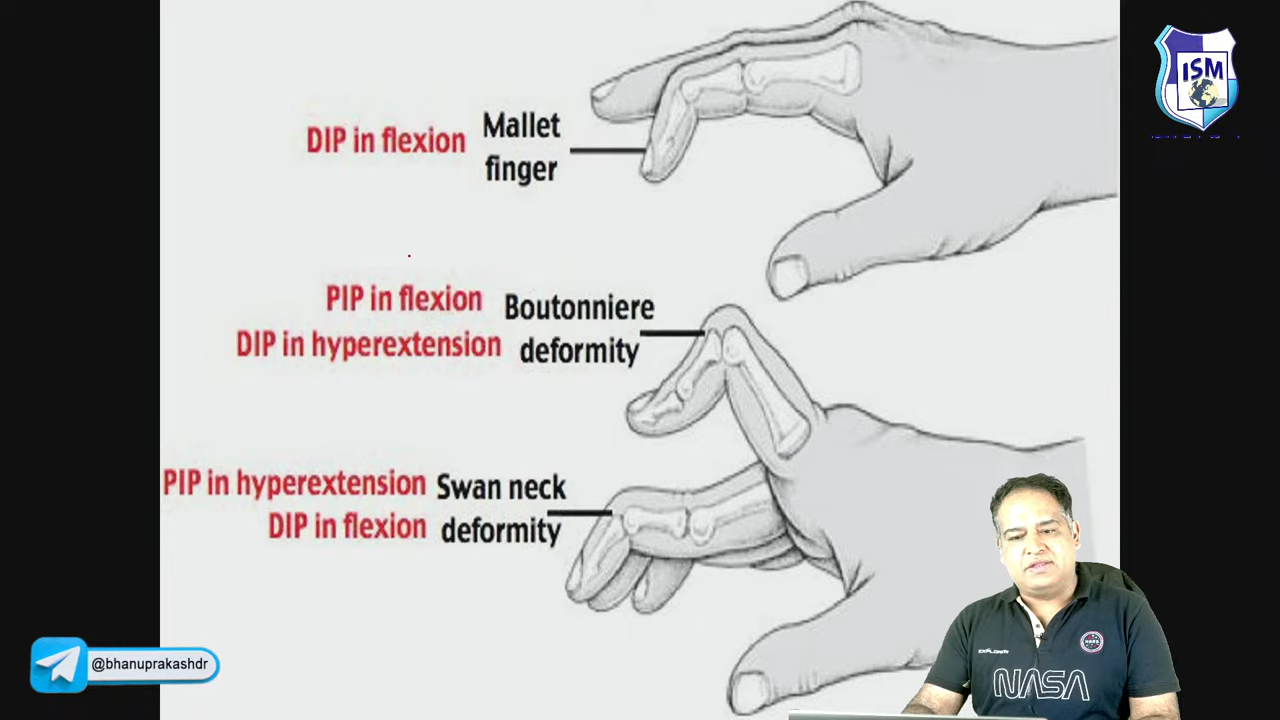 ISM
DIP in flexion
Mallet
finger
PIP in flexion
DIP in hyperextension
Boutonniere
deformity
PIP in hyperextension
DIP in flexion
Swan neck
deformity
@bhanuprakashdr
NASA